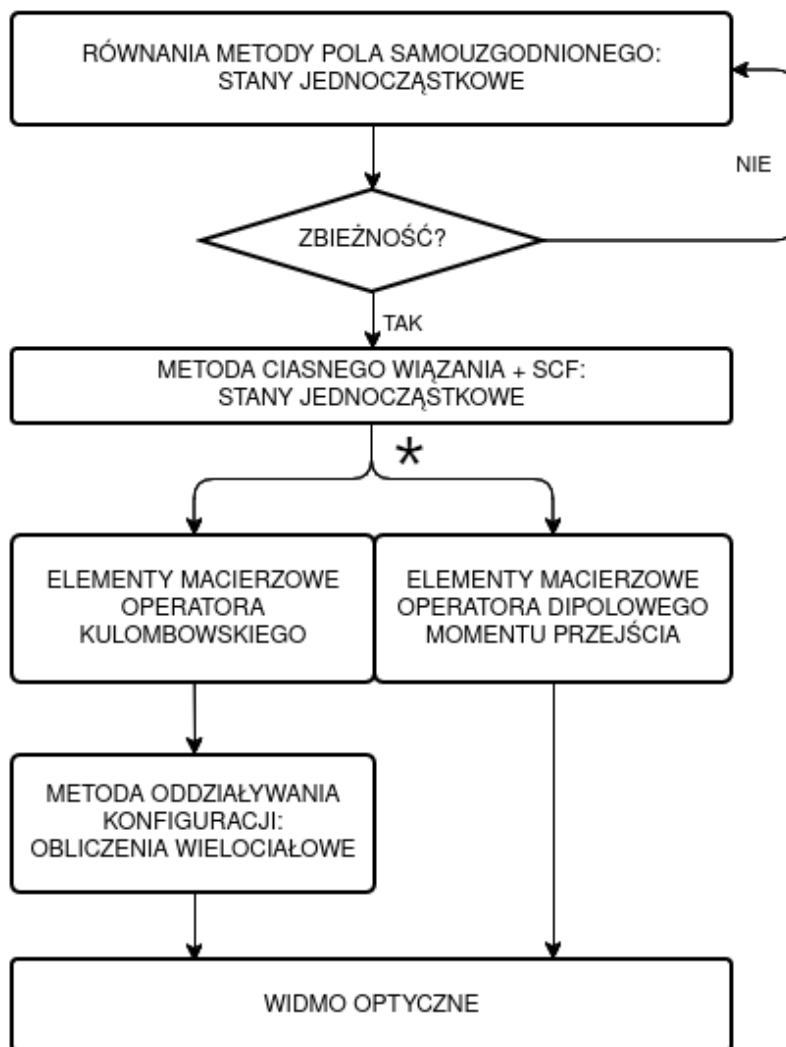 RÓWNANIA METODY POLA SAMOUZGODNIONEGO:
STANY JEDNOCZĄSTKOWE
NIE
ZBIEŻNOŚĆ?
TAK
METODA CIASNEGO WIĄZANIA + SCF:
STANY JEDNOCZĄSTKOWE
*
ELEMENTY MACIERZOWE
OPERATORA
KULOMBOWSKIEGO
ELEMENTY MACIERZOWE
OPERATORA DIPOLOWEGO
MOMENTU PRZEJŚCIA
METODA ODDZIAŁYWANIA
KONFIGURACJI:
OBLICZENIA WIELOCIAŁOWE
WIDMO OPTYCZNE